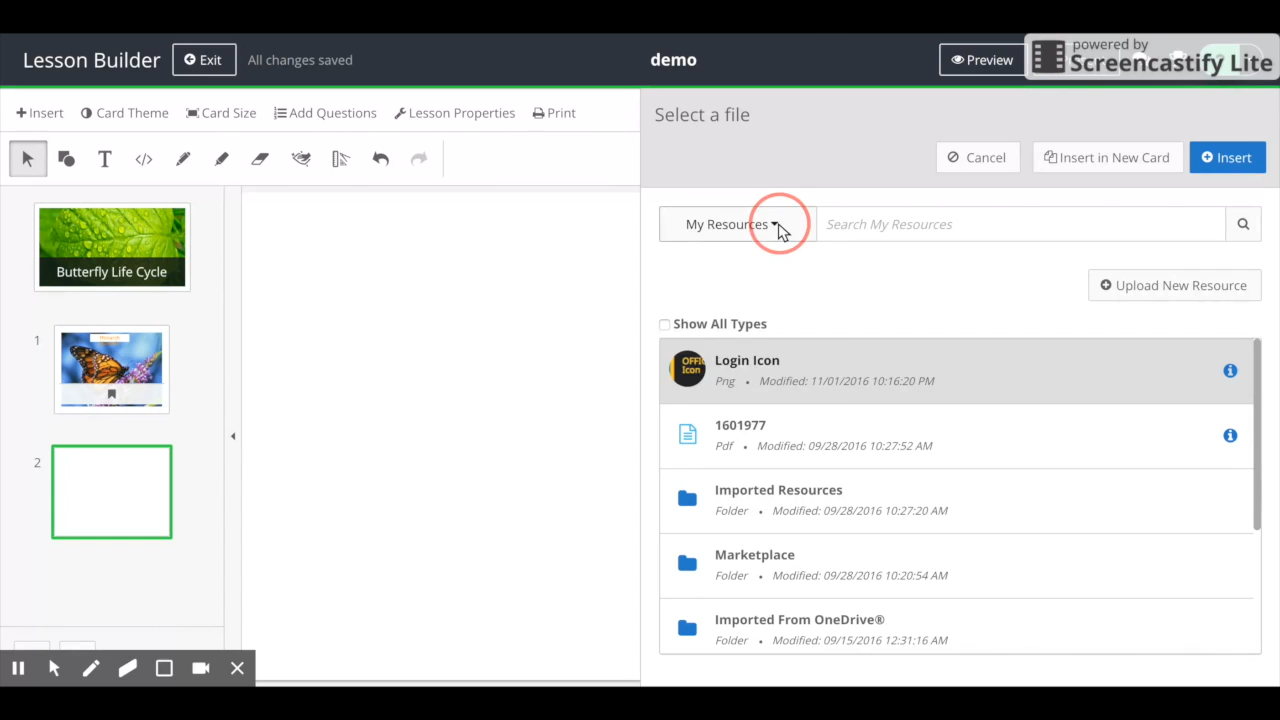 powered by
Screencastify Lite
Lesson Builder
Exit
All changes saved
demo
Preview
Insert
Card Theme
Card Size
Add Questions
Lesson Properties
Print
Select a file
Cancel
Insert in New Card
Insert
My Resources
Search My Resources
Upload New Resource
Show All Types
Butterfly Life Cycle
1
2
OFFI
Icon
Login Icon
Png • Modified: 11/01/2016 10:16:20 PM
1601977
Pdf • Modified: 09/28/2016 10:27:52 AM
Imported Resources
Folder • Modified: 09/28/2016 10:27:20 AM
Marketplace
Folder • Modified: 09/28/2016 10:20:54 AM
Imported From OneDrive®
Folder • Modified: 09/15/2016 12:31:16 AM